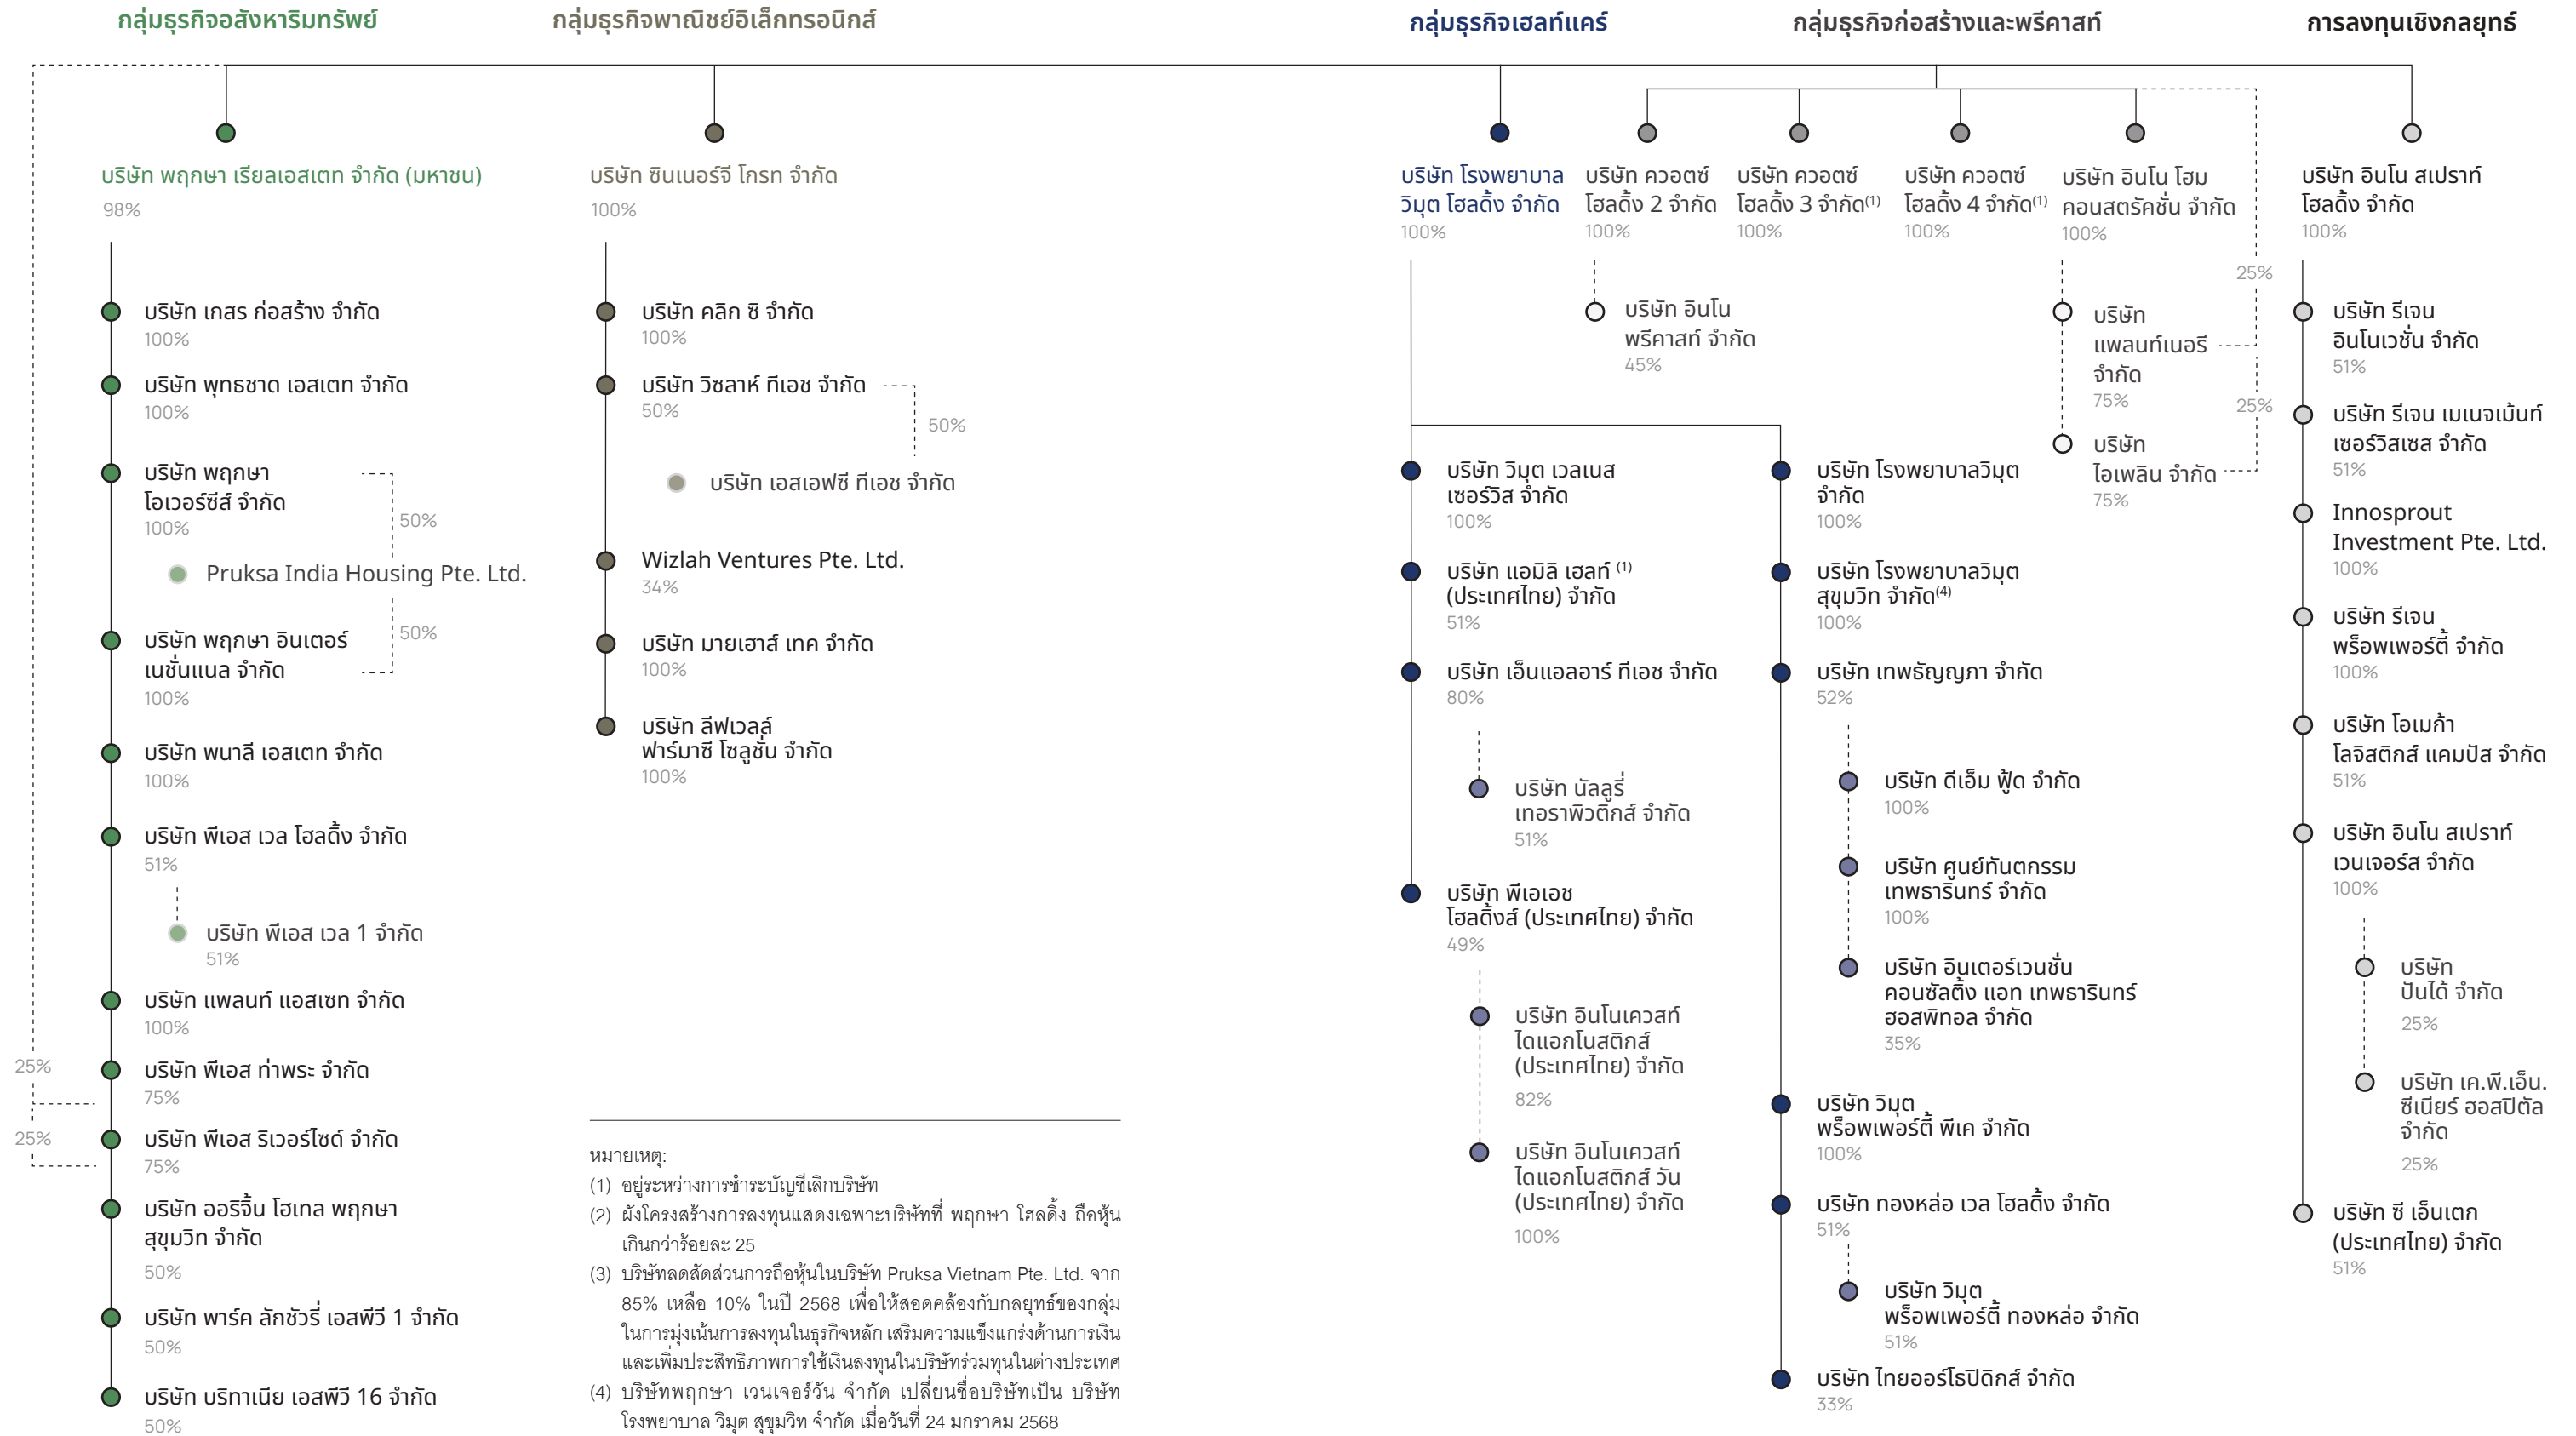 กลุ่มธุรกิจอสังหาริมทรัพย์
บริษัท พฤกษา เรียลเอสเตท จำกัด (มหาชน)
98%
บริษัท เกสร ก่อสร้าง จำกัด
100%
บริษัท พุทธชาด เอสเตท จำกัด
100%
บริษัท พฤกษา
โอเวอร์ซีส์ จำกัด
100%
50%
Pruksa India Housing Pte. Ltd.
50%
บริษัท พฤกษา อินเตอร์
เนชั่นแนล จำกัด
100%
บริษัท พนาลี เอสเตท จำกัด
100%
บริษัท พีเอส เวล โฮลดิ้ง จำกัด
51%
บริษัท พีเอส เวล 1 จำกัด
51%
บริษัท แพลนท์ แอสเซท จำกัด
100%
25%
บริษัท พีเอส ท่าพระ จำกัด
75%
25%
บริษัท พีเอส ริเวอร์ไซด์ จำกัด
75%
บริษัท ออริจิ้น โฮเทล พฤกษา
สุขุมวิท จำกัด
50%
บริษัท พาร์ค ลักชัวรี่ เอสพีวี 1 จำกัด
50%
บริษัท บริทาเนีย เอสพีวี 16 จำกัด
50%
กลุ่มธุรกิจพาณิชย์อิเล็กทรอนิกส์
บริษัท ซินเนอร์จี โกรท จำกัด
100%
บริษัท คลิก ซิ จำกัด
100%
บริษัท วิซลาห์ ทีเอช จำกัด
50%
50%
บริษัท เอสเอฟซี ทีเอช จำกัด
Wizlah Ventures Pte. Ltd.
34%
บริษัท มายเฮาส์ เทค จำกัด
100%
บริษัท ลีฟเวลล์
ฟาร์มาซี โซลูชั่น จำกัด
100%
หมายเหตุ:
(1) อยู่ระหว่างการชำระบัญชีเลิกบริษัท
(2) ผังโครงสร้างการลงทุนแสดงเฉพาะบริษัทที่ พฤกษา โฮลดิ้ง ถือหุ้น
เกินกว่าร้อยละ 25
(3) บริษัทลดสัดส่วนการถือหุ้นในบริษัท Pruksa Vietnam Pte. Ltd. จาก
85% เหลือ 10% ในปี 2568 เพื่อให้สอดคล้องกับกลยุทธ์ของกลุ่ม
ในการมุ่งเน้นการลงทุนในธุรกิจหลัก เสริมความแข็งแกร่งด้านการเงิน
และเพิ่มประสิทธิภาพการใช้เงินลงทุนในบริษัทร่วมทุนในต่างประเทศ
(4) บริษัทพฤกษา เวนเจอร์วัน จำกัด เปลี่ยนชื่อบริษัทเป็น บริษัท
โรงพยาบาล วิมุต สุขุมวิท จำกัด เมื่อวันที่ 24 มกราคม 2568
กลุ่มธุรกิจเฮลท์แคร์
บริษัท โรงพยาบาล
วิมุต โฮลดิ้ง จำกัด
100%
บริษัท วิมุต เวลเนส
เซอร์วิส จำกัด
100%
บริษัท แอมิลิ เฮลท์ (1)
(ประเทศไทย) จำกัด
51%
บริษัท เอ็นแอลอาร์ ทีเอช จำกัด
80%
บริษัท นัลลูรี่
เทอราพิวติกส์ จำกัด
51%
บริษัท พีเอเอช
โฮลดิ้งส์ (ประเทศไทย) จำกัด
49%
บริษัท อินโนเควสท์
ไดแอกโนสติกส์
(ประเทศไทย) จำกัด
82%
บริษัท อินโนเควสท์
ไดแอกโนสติกส์ วัน
(ประเทศไทย) จำกัด
100%
บริษัท โรงพยาบาลวิมุต
จำกัด
100%
บริษัท โรงพยาบาลวิมุต
สุขุมวิท จำกัด(4)
100%
บริษัท เทพธัญญภา จำกัด
52%
บริษัท ดีเอ็ม ฟู้ด จำกัด
100%
บริษัท ศูนย์ทันตกรรม
เทพธารินทร์ จำกัด
100%
บริษัท อินเตอร์เวนชั่น
คอนซัลติ้ง แอท เทพธารินทร์
ฮอสพิทอล จำกัด
35%
บริษัท วิมุต
พร็อพเพอร์ตี้ พีเค จำกัด
100%
บริษัท ทองหล่อ เวล โฮลดิ้ง จำกัด
51%
บริษัท วิมุต
พร็อพเพอร์ตี้ ทองหล่อ จำกัด
51%
บริษัท ไทยออร์โธปิดิกส์ จำกัด
33%
กลุ่มธุรกิจก่อสร้างและพรีคาสท์
บริษัท ควอตซ์
โฮลดิ้ง 2 จำกัด
100%
บริษัท อินโน
พรีคาสท์ จำกัด
45%
บริษัท ควอตซ์
โฮลดิ้ง 3 จำกัด(1)
100%
บริษัท ควอตซ์
โฮลดิ้ง 4 จำกัด(1)
100%
บริษัท อินโน โฮม
คอนสตรัคชั่น จำกัด
100%
25%
บริษัท
แพลนท์เนอรี
จำกัด
75%
25%
บริษัท
ไอเพลิน จำกัด
75%
การลงทุนเชิงกลยุทธ์
บริษัท อินโน สเปราท์
โฮลดิ้ง จำกัด
100%
บริษัท รีเจน
อินโนเวชั่น จำกัด
51%
บริษัท รีเจน เมเนจเม้นท์
เซอร์วิสเซส จำกัด
51%
Innosprout
Investment Pte. Ltd.
100%
บริษัท รีเจน
พร็อพเพอร์ตี้ จำกัด
100%
บริษัท โอเมก้า
โลจิสติกส์ แคมปัส จำกัด
51%
บริษัท อินโน สเปราท์
เวนเจอร์ส จำกัด
100%
บริษัท
ปันได้ จำกัด
25%
บริษัท เค.พี.เอ็น.
ซีเนียร์ ฮอสปิตัล
จำกัด
25%
บริษัท ซี เอ็นเตก
(ประเทศไทย) จำกัด
51%